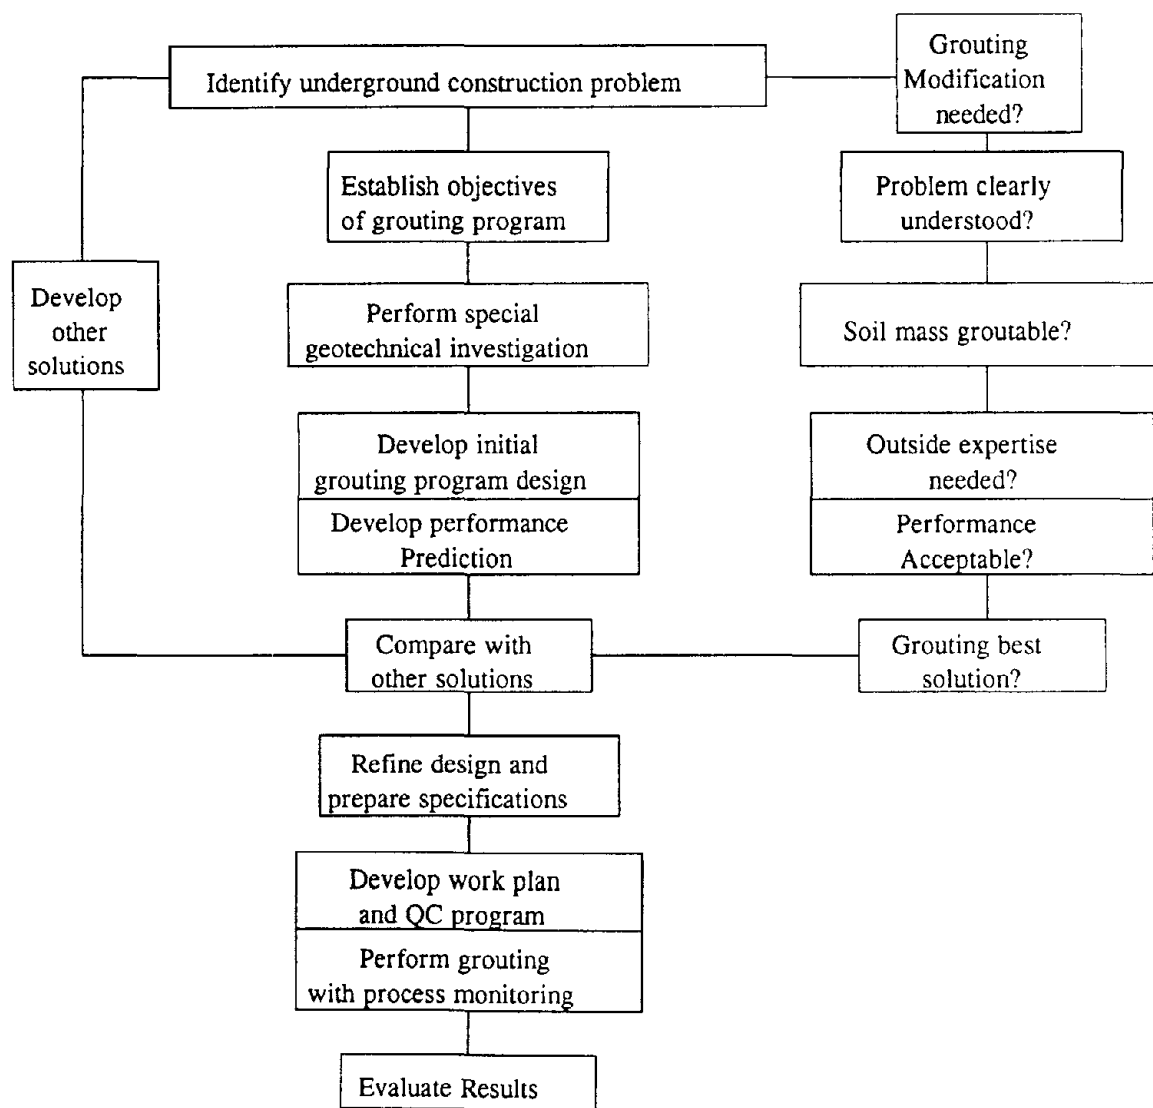 Identify underground construction problem
Grouting
Modification
needed?
Establish objectives
of grouting program
Problem clearly
understood?
Develop
other
solutions
Perform special
geotechnical investigation
Soil mass groutable?
Develop initial
grouting program design
Outside expertise
needed?
Develop performance
Prediction
Performance
Acceptable?
Compare with
other solutions
Grouting best
solution?
Refine design and
prepare specifications
Develop work plan
and QC program
Perform grouting
with process monitoring
Evaluate Results